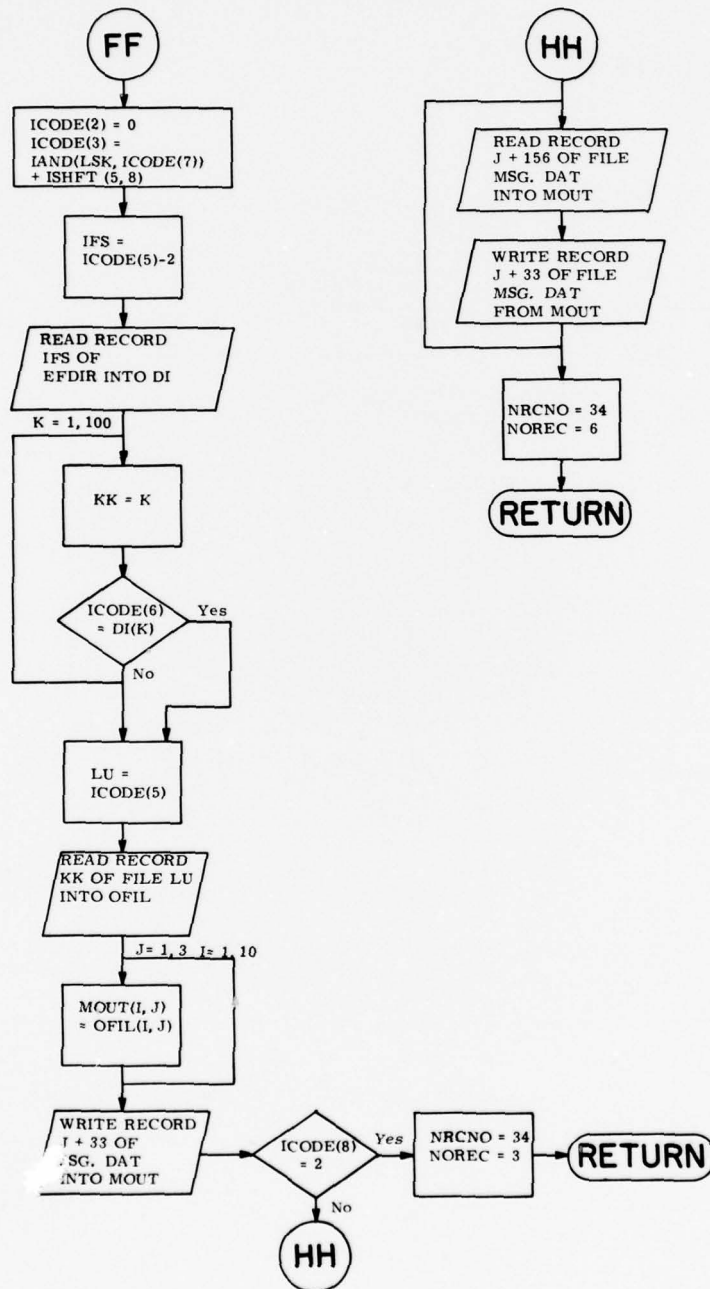 FF
ICODE(2) = 0
ICODE(3) =
IAND(LSK, ICODE(7))
+ ISHFT (5, 8)
IFS =
ICODE(5)-2
READ RECORD
IFS OF
EFDIR INTO DI
K = 1, 100
KK = K
ICODE(6)
= DI(K)
Yes
No
LU =
ICODE(5)
READ RECORD
KK OF FILE LU
INTO OFIL
J= 1, 3 I= 1, 10
MOUT(I, J)
= OFIL(I, J)
WRITE RECORD
J + 33 OF
SG. DAT
INTO MOUT
ICODE(8)
= 2
Yes
No
HH
NRCNO = 34
NOREC = 3
RETURN
HH
READ RECORD
J + 156 OF FILE
MSG. DAT
INTO MOUT
WRITE RECORD
J + 33 OF FILE
MSG. DAT
FROM MOUT
NRCNO = 34
NOREC = 6
RETURN